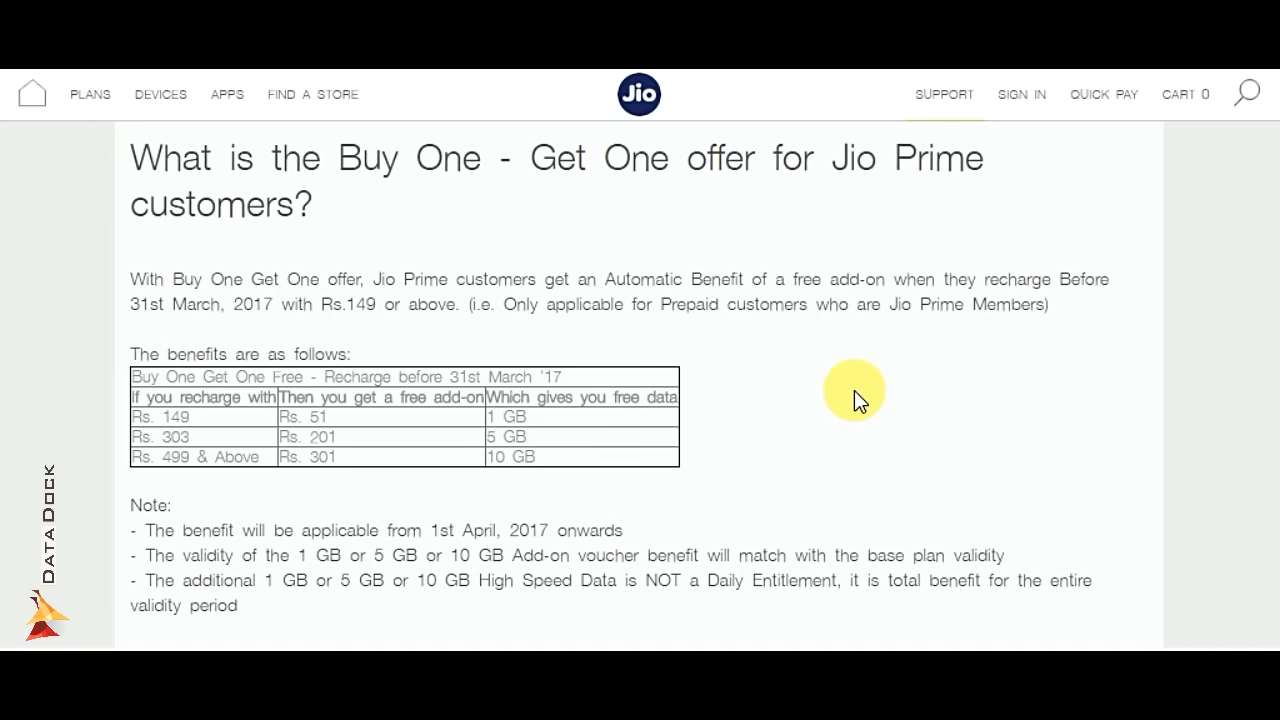 PLANS DEVICES APPS FIND A STORE Jio SUPPORT SIGN IN QUICK PAY CART 0
What is the Buy One - Get One offer for Jio Prime
customers?
With Buy One Get One offer, Jio Prime customers get an Automatic Benefit of a free add-on when they recharge Before
31st March, 2017 with Rs.149 or above. (i.e. Only applicable for Prepaid customers who are Jio Prime Members)
The benefits are as follows:
Buy One Get One Free - Recharge before 31st March '17
If you recharge with Then you get a free add-on Which gives you free data
Rs. 149 Rs. 51 1 GB
Rs. 303 Rs. 201 5 GB
Rs. 499 & Above Rs. 301 10 GB
Note:
- The benefit will be applicable from 1st April, 2017 onwards
- The validity of the 1 GB or 5 GB or 10 GB Add-on voucher benefit will match with the base plan validity
- The additional 1 GB or 5 GB or 10 GB High Speed Data is NOT a Daily Entitlement, it is total benefit for the entire
validity period
DATA DOCK